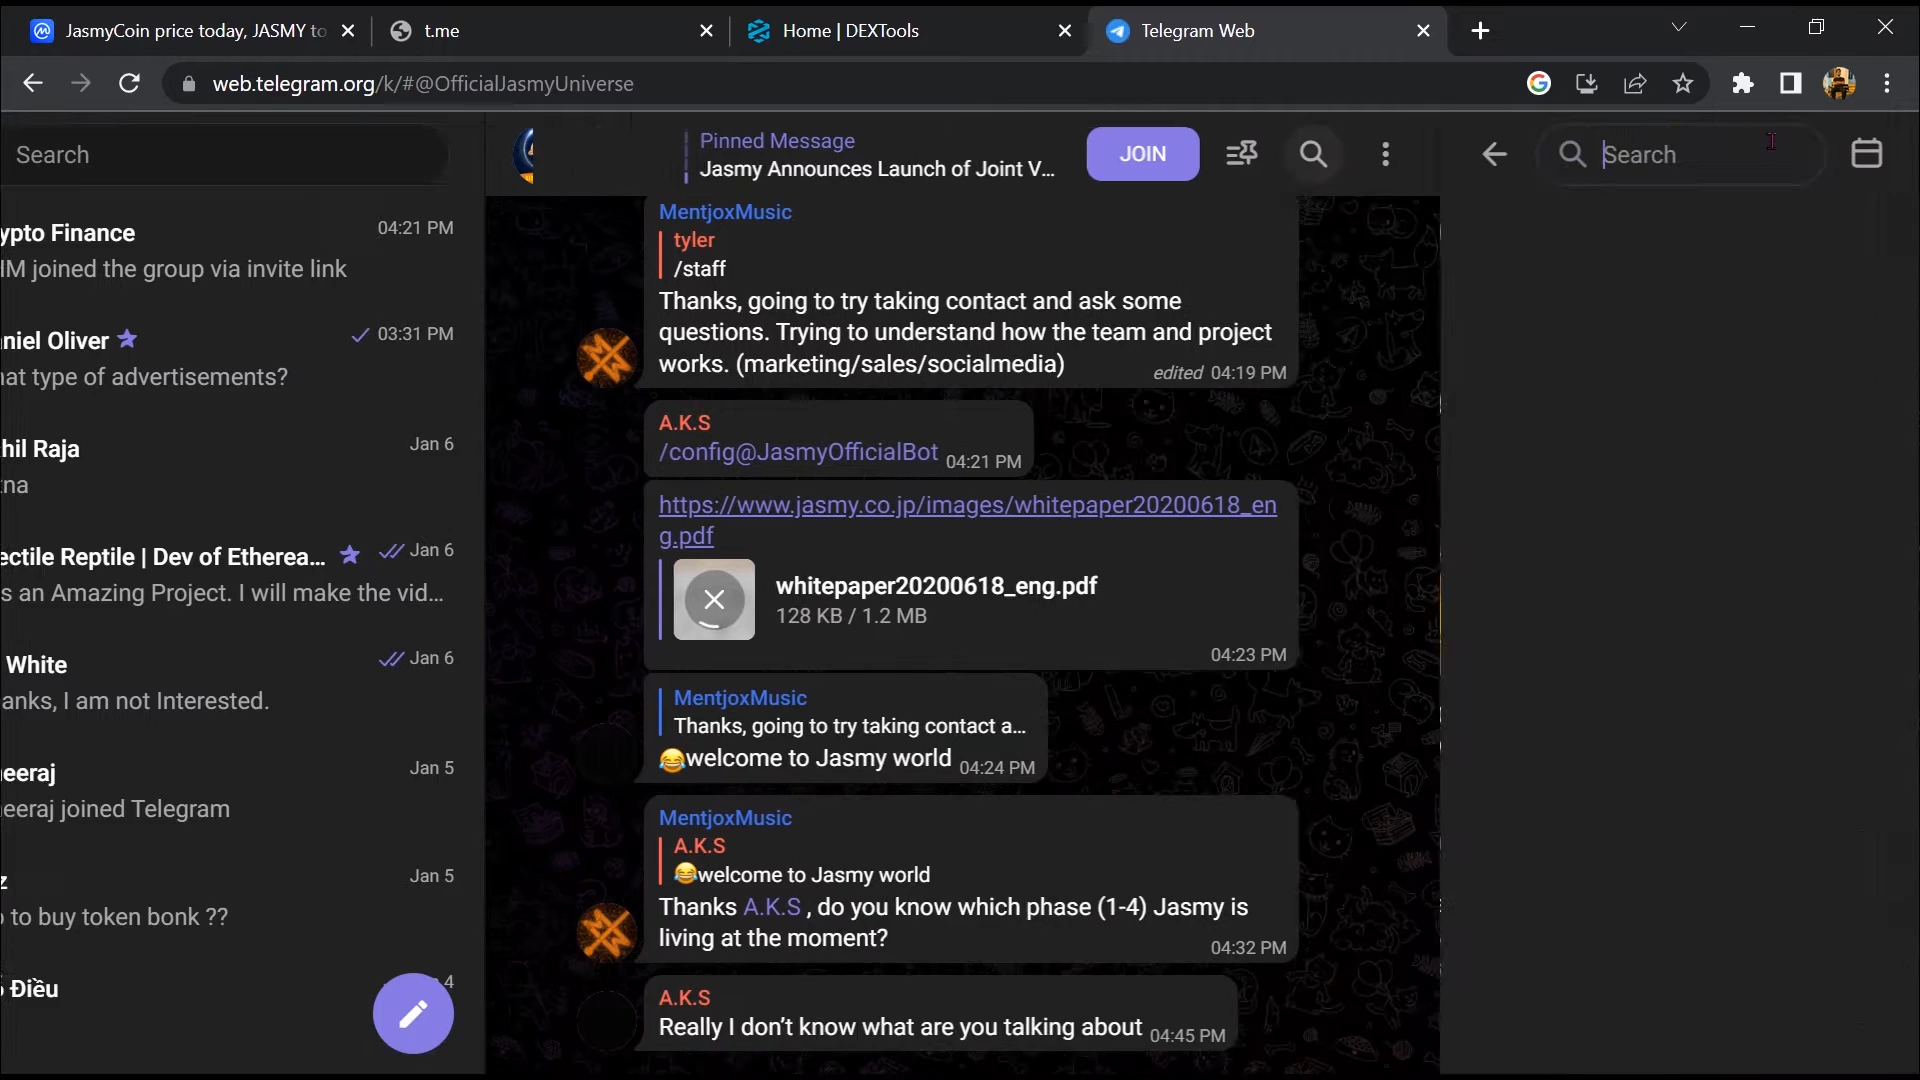 JasmyCoin price today, JASMY to
t.me
Home | DEXTools
Telegram Web
web.telegram.org/k/#@OfficialJasmyUniverse
Search
ypto Finance
04:21 PM
IM joined the group via invite link
niel Oliver
03:31 PM
nat type of advertisements?
hil Raja
Jan 6
na
ectile Reptile | Dev of Etherea...
Jan 6
s an Amazing Project. I will make the vid...
White
Jan 6
anks, I am not Interested.
eeraj
Jan 5
eeraj joined Telegram
z
Jan 5
o to buy token bonk ??
Điều
4
Pinned Message
Jasmy Announces Launch of Joint V...
JOIN
MentjoxMusic
tyler
/staff
Thanks, going to try taking contact and ask some
questions. Trying to understand how the team and project
works. (marketing/sales/socialmedia)
edited 04:19 PM
A.K.S
/config@JasmyOfficialBot 04:21 PM
https://www.jasmy.co.jp/images/whitepaper20200618_en
g.pdf
whitepaper20200618_eng.pdf
128 KB / 1.2 MB
04:23 PM
MentjoxMusic
Thanks, going to try taking contact a...
😂welcome to Jasmy world 04:24 PM
MentjoxMusic
A.K.S
😂welcome to Jasmy world
Thanks A.K.S , do you know which phase (1-4) Jasmy is
living at the moment?
04:32 PM
A.K.S
Really I don't know what are you talking about 04:45 PM
Search